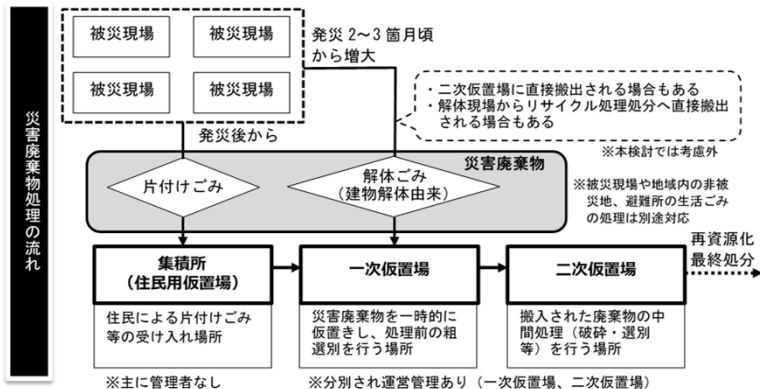 災害廃棄物処理の流れ
被災現場
被災現場
被災現場
被災現場
発災2～3箇月頃
から増大
・二次仮置場に直接搬出される場合もある
・解体現場からリサイクル処理処分へ直接搬出
される場合もある
※本検討では考慮外
発災後から
災害廃棄物
片付けごみ
解体ごみ
(建物解体由来)
※被災現場や地域内の非被
災地、避難所の生活ごみ
の処理は別途対応
集積所
(住民用仮置場)
一次仮置場
二次仮置場
再資源化
最終処分
住民による片付けごみ
等の受け入れ場所
災害廃棄物を一時的に
仮置きし、処理前の粗
選別を行う場所
搬入された廃棄物の中
間処理（破砕・選別
等）を行う場所
※主に管理者なし
※分別され運営管理あり（一次仮置場、二次仮置場）